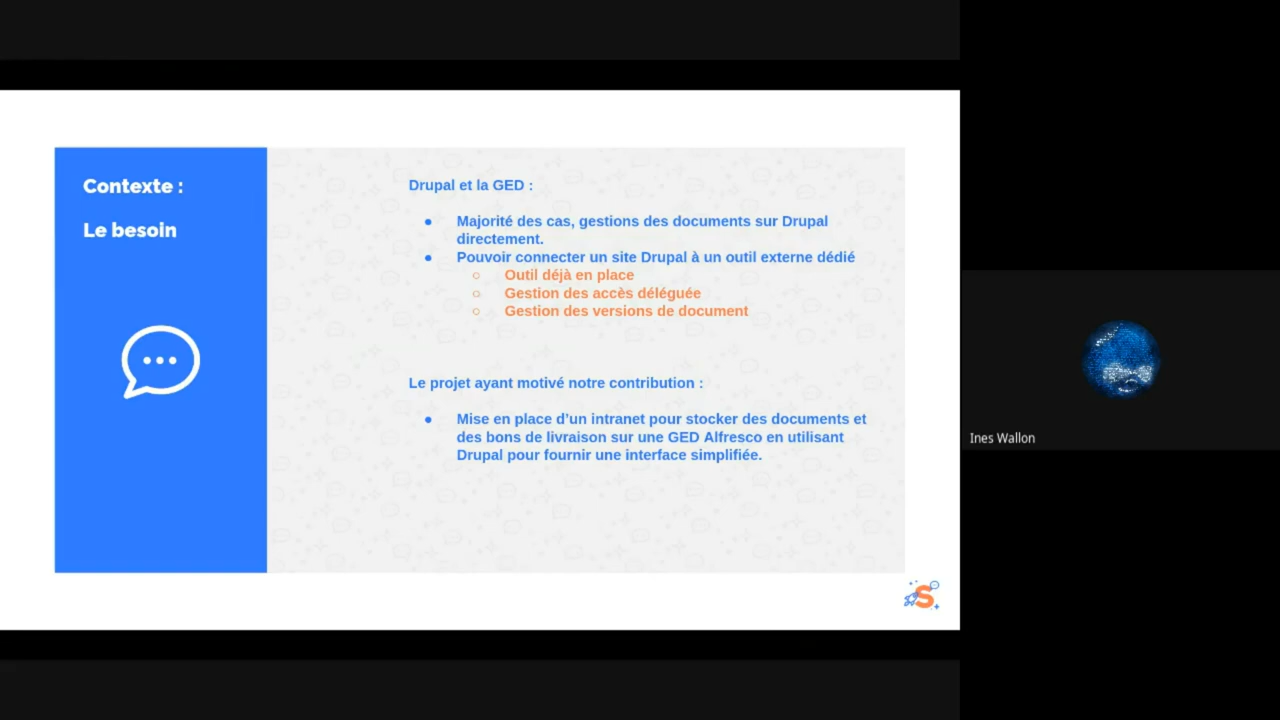 Contexte :
Le besoin
Drupal et la GED :
● Majorité des cas, gestions des documents sur Drupal
directement.
● Pouvoir connecter un site Drupal à un outil externe dédié
○ Outil déjà en place
○ Gestion des accès déléguée
○ Gestion des versions de document
Le projet ayant motivé notre contribution :
● Mise en place d’un intranet pour stocker des documents et
des bons de livraison sur une GED Alfresco en utilisant
Drupal pour fournir une interface simplifiée.
S
Ines Wallon